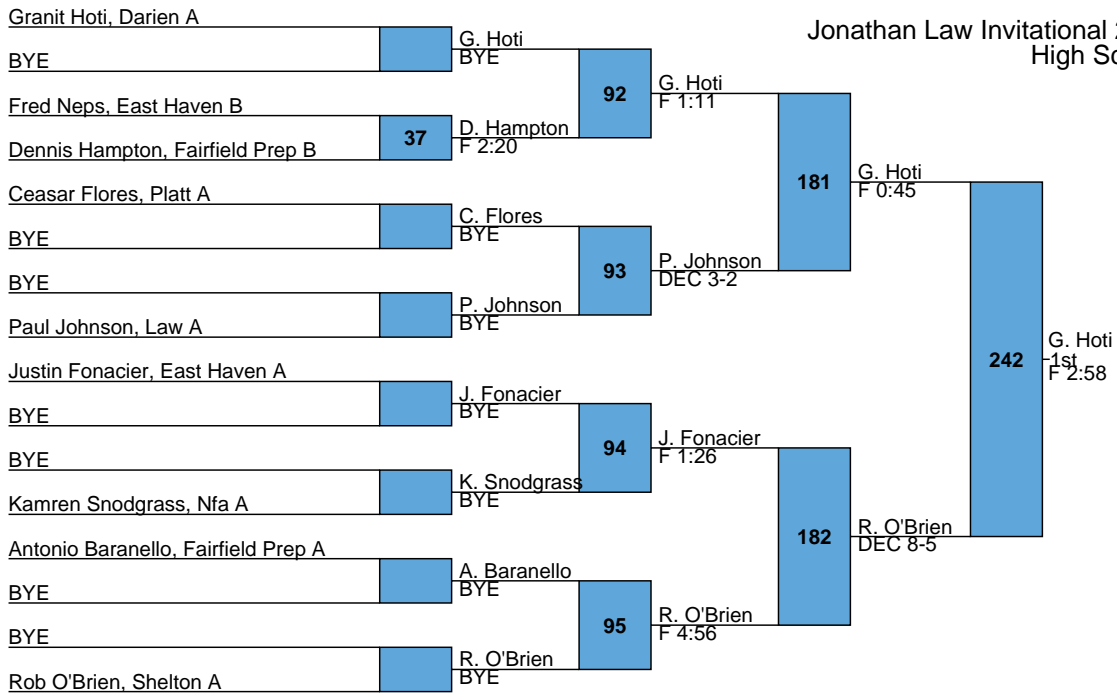 Jonathan Law Invitational
High
Granit Hoti, Darien A
BYE
Fred Neps, East Haven B
Dennis Hampton, Fairfield Prep B
Ceasar Flores, Platt A
BYE
BYE
Paul Johnson, Law A
Justin Fonacier, East Haven A
BYE
BYE
Kamren Snodgrass, Nfa A
Antonio Baranello, Fairfield Prep A
BYE
BYE
Rob O'Brien, Shelton A
37
G. Hoti
BYE
D. Hampton
F 2:20
C. Flores
BYE
P. Johnson
BYE
J. Fonacier
BYE
K. Snodgrass
BYE
A. Baranello
BYE
R. O'Brien
BYE
92
93
94
95
G. Hoti
F 1:11
P. Johnson
DEC 3-2
J. Fonacier
F 1:26
R. O'Brien
F 4:56
181
182
G. Hoti
F 0:45
R. O'Brien
DEC 8-5
242
G. Hoti
1st
F 2:58